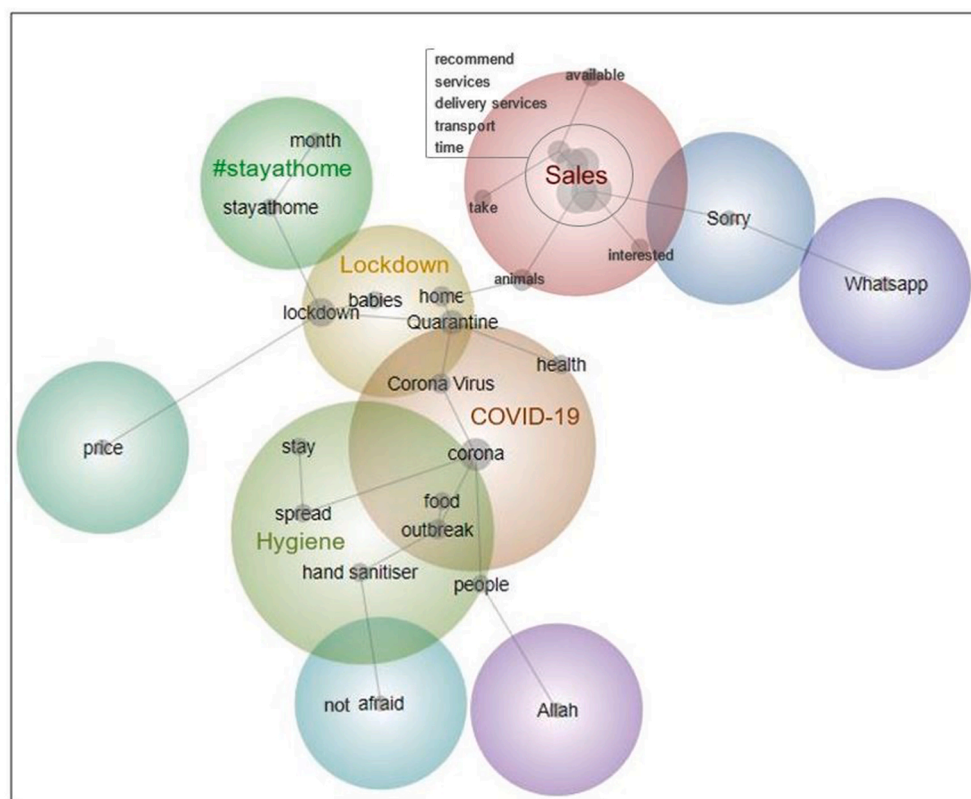 recommend
services
delivery services
transport
time
available
month
#stayathome
stayathome
Sales
take
Sorry
interested
animals
Whatsapp
Lockdown
babies
home
lockdown
Quarantine
health
Corona Virus
COVID-19
price
stay
corona
food
spread
outbreak
Hygiene
hand sanitiser
people
not afraid
Allah